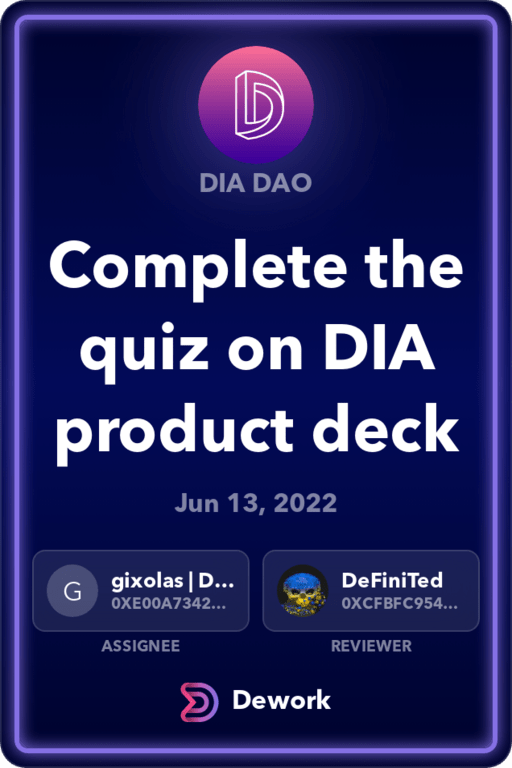 DIA DAO
Complete the
quiz on DIA
product deck
Jun 13, 2022
G
gixolas | D...
0XE00A7342...
DeFiniTed
0XCFBFC954...
ASSIGNEE
REVIEWER
Dework